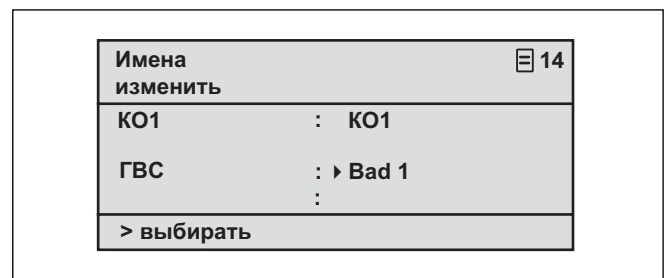 Имена 14
изменить
КО1 : КО1
ГВС : Bad 1
:
> выбирать